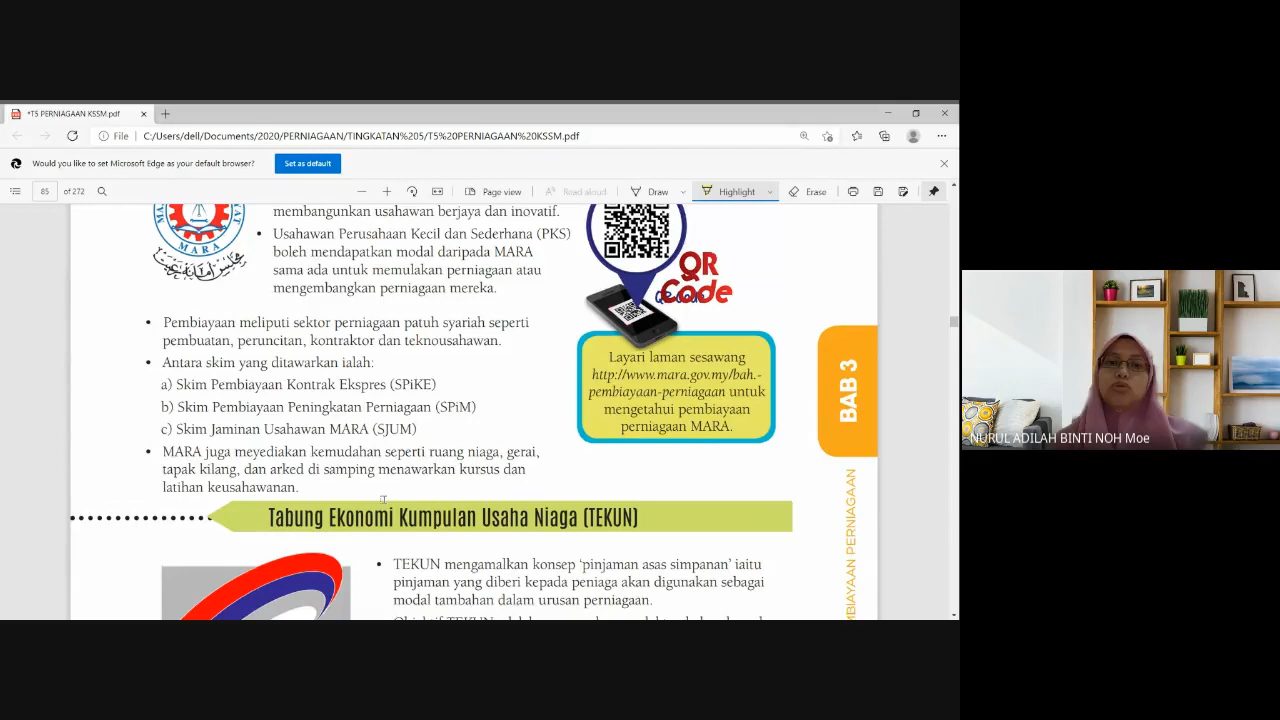 *T5 PERNIAGAAN KSSM.pdf
File
C:/Users/dell/Documents/2020/PERNIAGAAN/TINGKATAN%205/T5%20PERNIAGAAN%20KSSM.pdf
Would you like to set Microsoft Edge as your default browser?
Set as default
85
of 272
Page view
Read aloud
Draw
Highlight
Erase
MARA
membangunkan usahawan berjaya dan inovatif.
• Usahawan Perusahaan Kecil dan Sederhana (PKS)
boleh mendapatkan modal daripada MARA
sama ada untuk memulakan perniagaan atau
mengembangkan perniagaan mereka.
QR
Code
• Pembiayaan meliputi sektor perniagaan patuh syariah seperti
pembuatan, peruncitan, kontraktor dan teknousahawan.
• Antara skim yang ditawarkan ialah:
a) Skim Pembiayaan Kontrak Ekspres (SPiKE)
b) Skim Pembiayaan Peningkatan Perniagaan (SPiM)
c) Skim Jaminan Usahawan MARA (SJUM)
• MARA juga meyediakan kemudahan seperti ruang niaga, gerai,
tapak kilang, dan arked di samping menawarkan kursus dan
latihan keusahawanan.
Layari laman sesawang
http://www.mara.gov.my/bah.-
pembiayaan-perniagaan untuk
mengetahui pembiayaan
perniagaan MARA.
BAB 3
MBIAYAAN PERNIAGAAN
Tabung Ekonomi Kumpulan Usaha Niaga (TEKUN)
• TEKUN mengamalkan konsep ‘pinjaman asas simpanan’ iaitu
pinjaman yang diberi kepada peniaga akan digunakan sebagai
modal tambahan dalam urusan perniagaan.
NURUL ADILAH BINTI NOH Moe